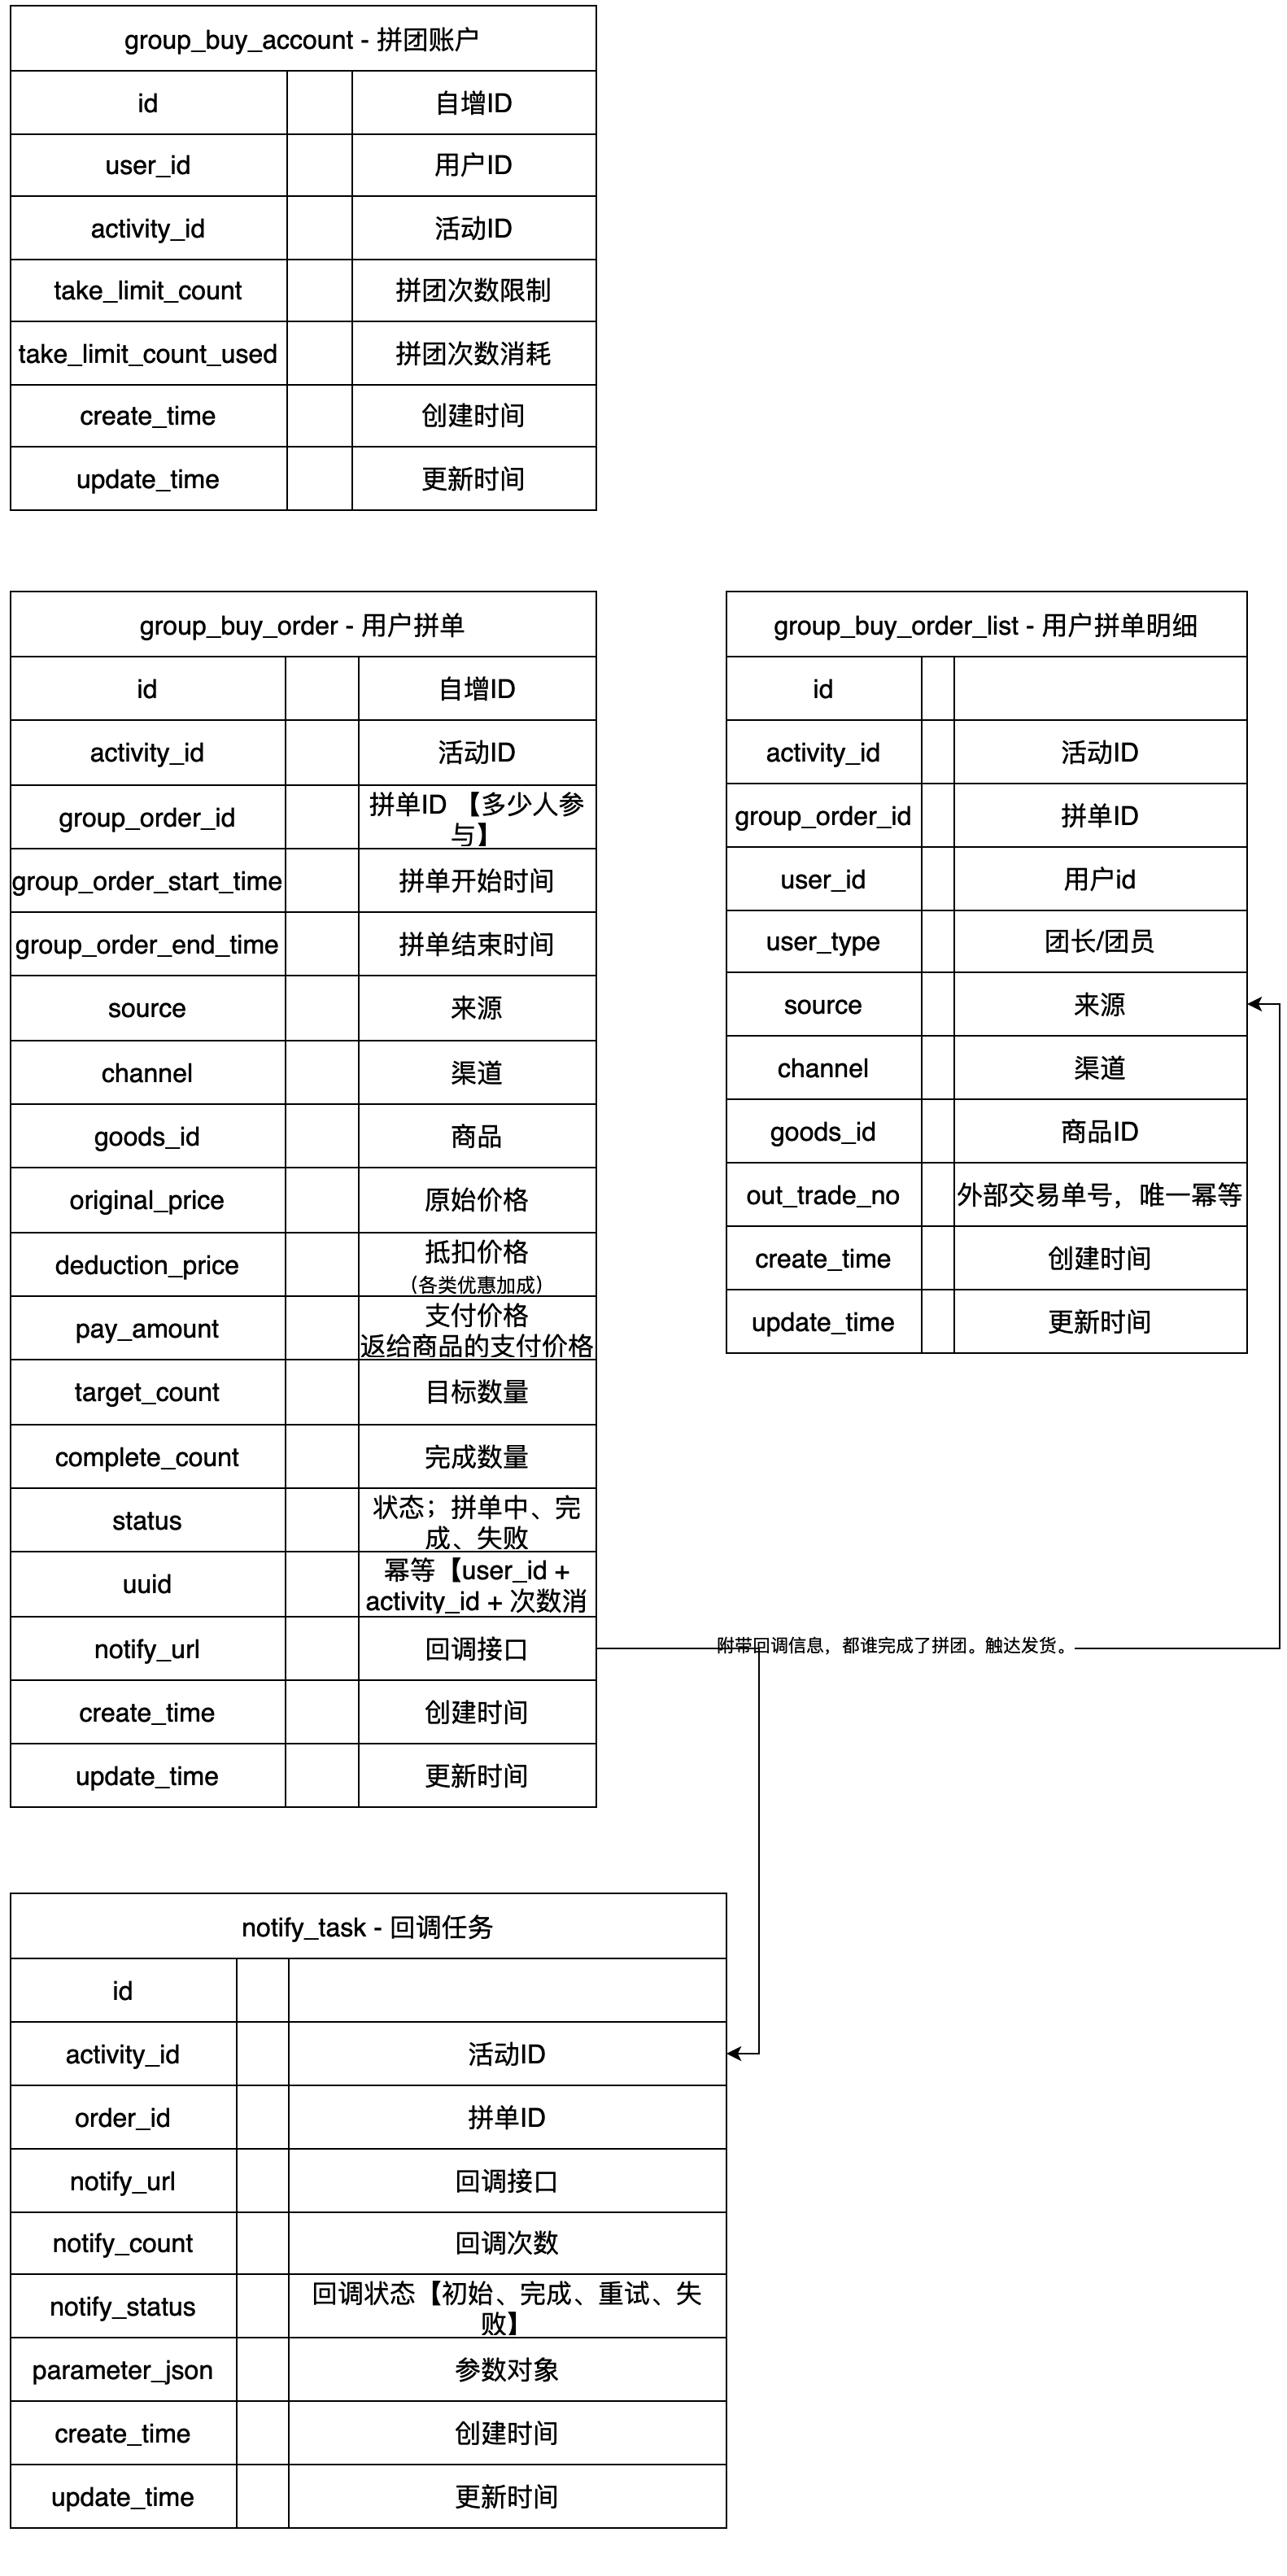 group_buy_account - 拼团账户
id 自增ID
user_id 用户ID
activity_id 活动ID
take_limit_count 拼团次数限制
take_limit_count_used 拼团次数消耗
create_time 创建时间
update_time 更新时间
group_buy_order - 用户拼单
id 自增ID
activity_id 活动ID
group_order_id 拼单ID 【多少人参
与】
group_order_start_time 拼单开始时间
group_order_end_time 拼单结束时间
source 来源
channel 渠道
goods_id 商品
original_price 原始价格
deduction_price 抵扣价格
（各类优惠加成）
pay_amount 支付价格
返给商品的支付价格
target_count 目标数量
complete_count 完成数量
status 状态；拼单中、完
成、失败
uuid 幂等【user_id +
activity_id + 次数消
notify_url 回调接口
create_time 创建时间
update_time 更新时间
group_buy_order_list - 用户拼单明细
id
activity_id 活动ID
group_order_id 拼单ID
user_id 用户id
user_type 团长/团员
source 来源
channel 渠道
goods_id 商品ID
out_trade_no 外部交易单号，唯一幂等
create_time 创建时间
update_time 更新时间
附带回调信息，都谁完成了拼团。触达发货。
notify_task - 回调任务
id
activity_id 活动ID
order_id 拼单ID
notify_url 回调接口
notify_count 回调次数
notify_status 回调状态【初始、完成、重试、失
败】
parameter_json 参数对象
create_time 创建时间
update_time 更新时间